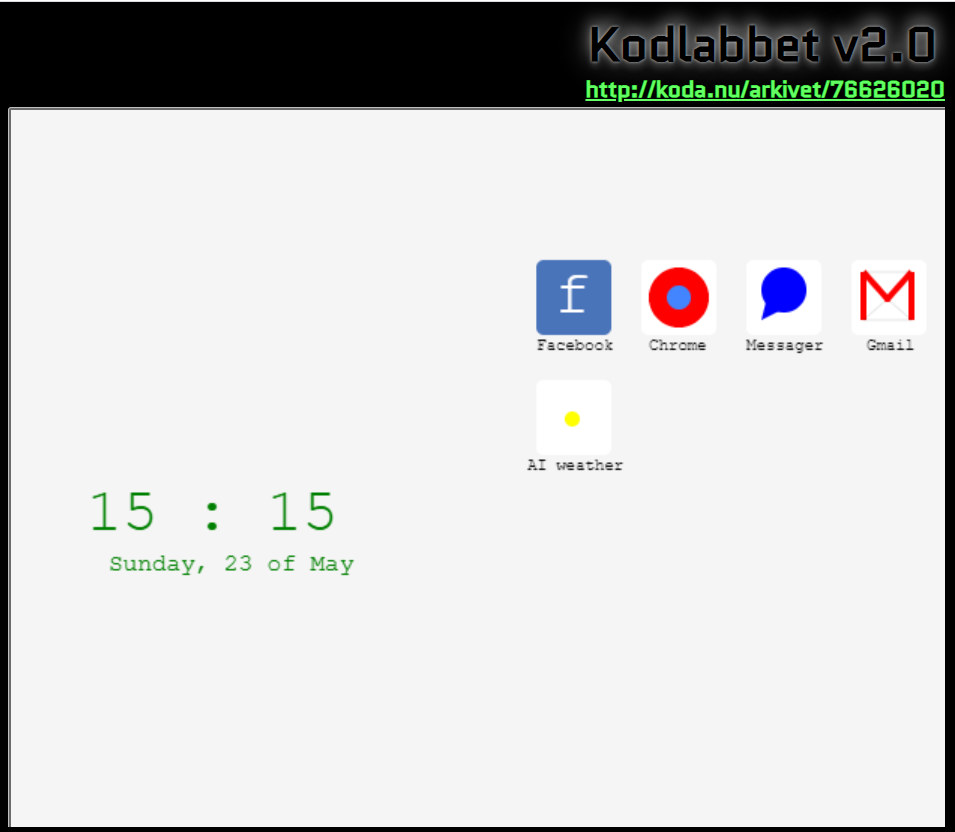 Kodlabbet v2.0
http://koda.nu/arkivet/76626020
f
Facebook Chrome Messager Gmail
AI weather
15 : 15
Sunday, 23 of May